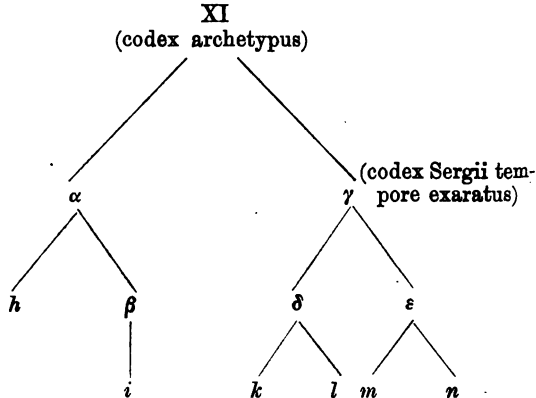 XI
(codex archetypus)
(codex Sergii tem-
α γ pore exaratus)
h β δ ε
i k l m n